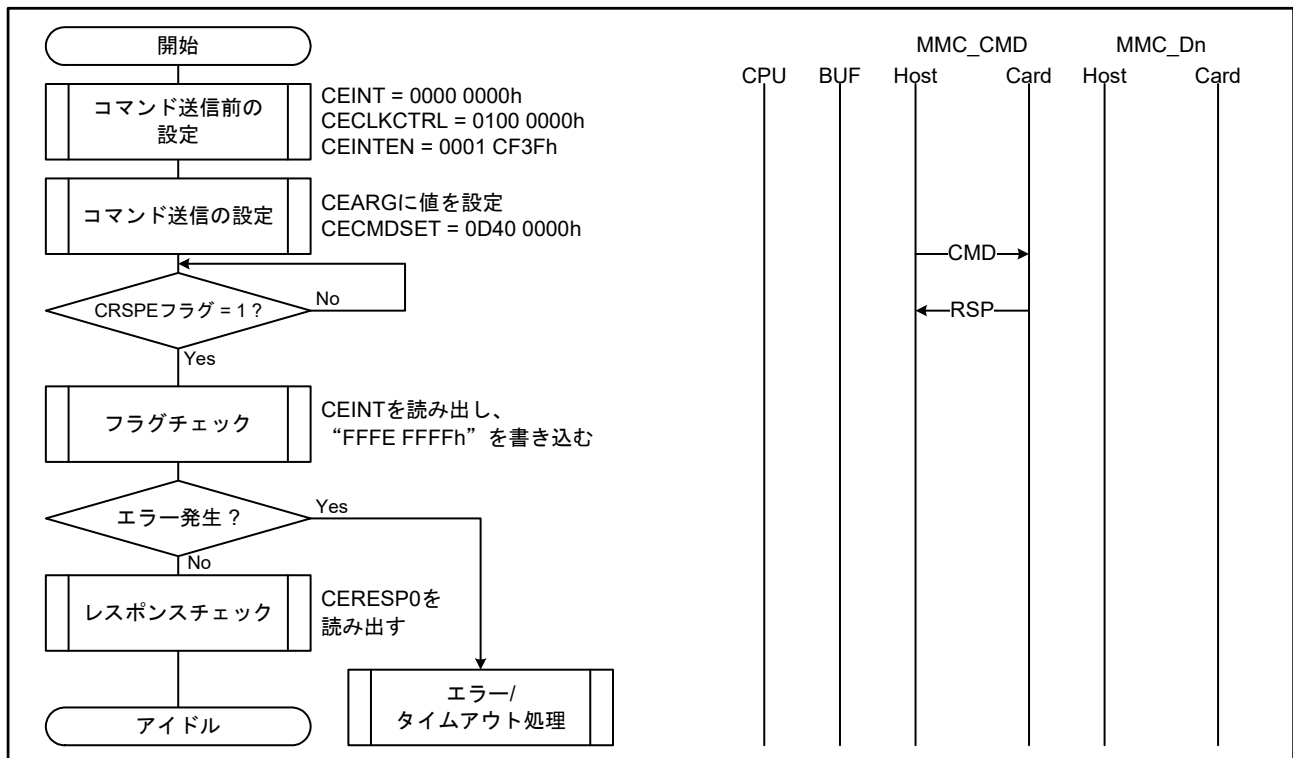 開始
コマンド送信前の
設定
CEINT = 0000 0000h
CECLKCTRL = 0100 0000h
CEINTEN = 0001 CF3Fh
コマンド送信の設定
CEARGに値を設定
CECMDSET = 0D40 0000h
CRSPEフラグ = 1 ?
No
Yes
フラグチェック
CEINTを読み出し、
“FFFE FFFFh” を書き込む
エラー発生 ?
Yes
No
レスポンスチェック
CERESP0を
読み出す
エラー/
タイムアウト処理
アイドル
MMC_CMD MMC_Dn
CPU BUF Host Card Host Card
CMD
RSP